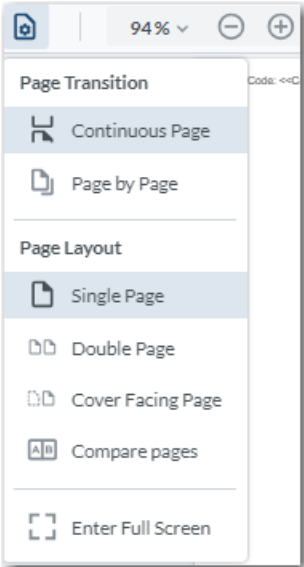 94%
Page Transition
Code: <<C
Continuous Page
Page by Page
Page Layout
Single Page
Double Page
Cover Facing Page
A B
Compare pages
Enter Full Screen